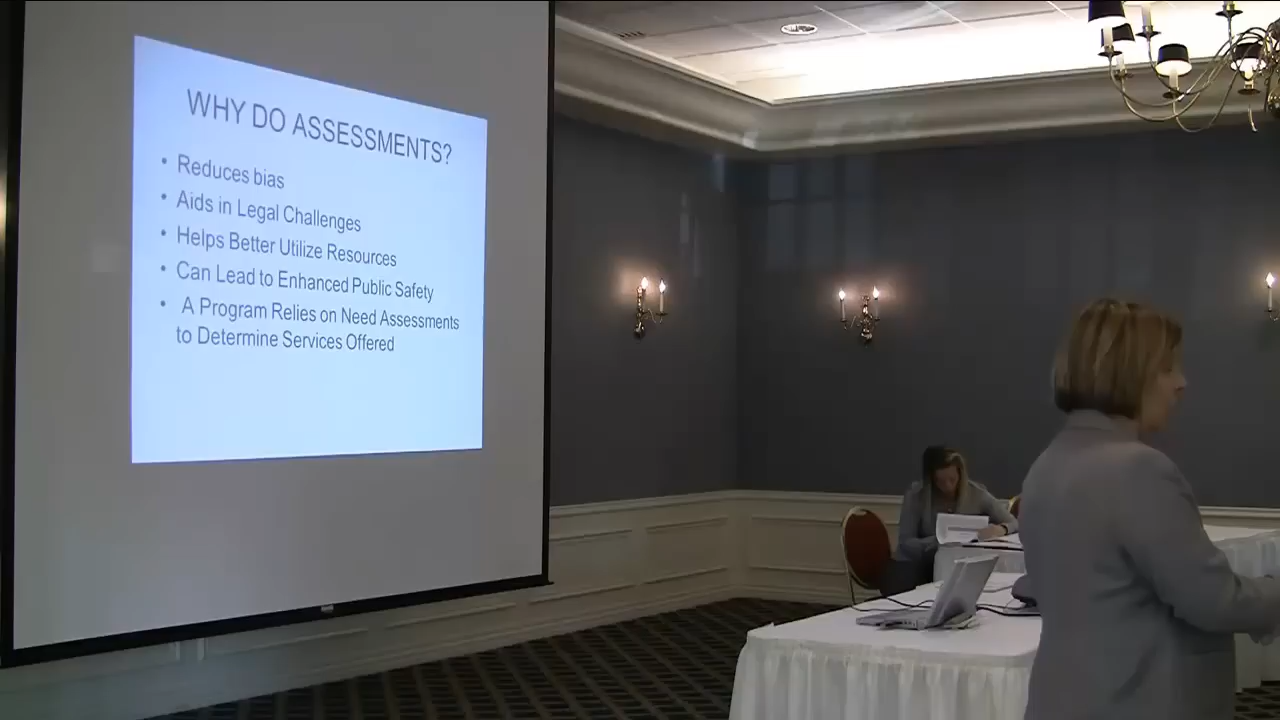 WHY DO ASSESSMENTS?
• Reduces bias
• Aids in Legal Challenges
• Helps Better Utilize Resources
• Can Lead to Enhanced Public Safety
• A Program Relies on Need Assessments
to Determine Services Offered